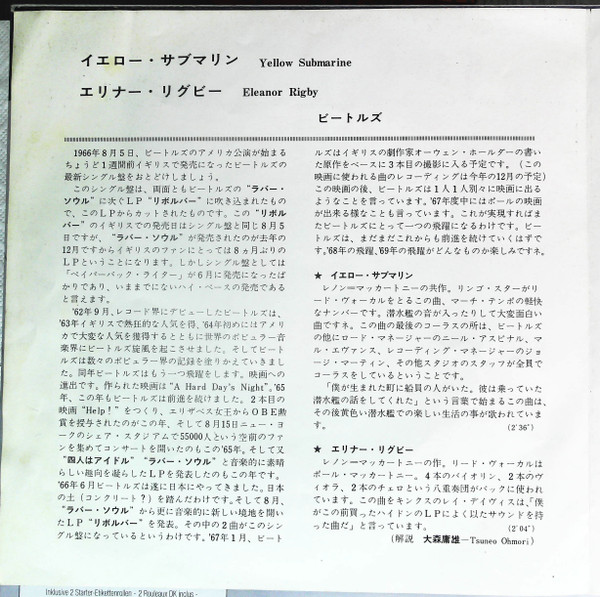 イエロー・サブマリン Yellow Submarine
エリナー・リグビー Eleanor Rigby
ビートルズ
1966年8月5日、ビートルズのアメリカ公演が始まる
ちょうど1週間前イギリスで発売になったビートルズの
最新シングル盤をおとどけしましょう。
このシングル盤は、両面ともビートルズの"ラバー・
ソウル"に次ぐLP"リボルバー"に吹き込まれたもの
で、このLPからカットされたものです。この"リボル
バー"のイギリスでの発売日はシングル盤と同じ8月5
日ですが、"ラバー・ソウル"が発売されたのが去年の
12月ですからイギリスのファンにとっては8ヵ月ぶりの
LPということになります。しかしシングル盤としては
「ペイパーバック・ライター」が6月に発売になったば
かりであり、いままでにないハイ・ペースの発売である
と言えます。
'62年9月、レコード界にデビューしたビートルズは、
'63年イギリスで熱狂的な人気を得、'64年初めにはアメリ
カで大変な人気を獲得するとともに世界のポピュラー音
楽界にビートルズ旋風を起こさせました。そしてビート
ルズは数々のポピュラー界の記録を塗りかえていきまし
た。同年ビートルズはもう一つ飛躍をします。映画への
進出です。作られた映画は"A Hard Day's Night"。'65
年、この年もビートルズは前進を続けました。2本目の
映画"Help!"をつくり、エリザベス女王からOBE勲
賞を授与されたのがこの年、そして8月15日ニュー・ヨ
ークのシェア・スタジアムで55000人という空前のファ
ンを集めてコンサートを開いたのもこの'65年。そして又
"四人はアイドル" "ラバー・ソウル"と音楽的に素晴
らしい趣向を凝らしたLPを発表したのもこの年です。
'66年6月ビートルズは遂に日本にやってきました。日本
の土(コンクリート?)を踏んだわけです。そして8月、
"ラバー・ソウル"から更に音楽的に新しい境地を開い
たLP"リボルバー"を発表。その中の2曲がこのシン
グル盤になっているというわけです。'67年1月、ビート
ルズはイギリスの劇作家オーウェン・ホールダーの書い
た原作をベースに3本目の撮影に入る予定です。(この
映画に使われる曲のレコーディングは今年の12月の予定)
この映画の後、ビートルズは1人1人別々に映画に出る
ようなことを言っています。'67年度中にはポールの映画
が出来る様なことも言っています。これが実現すればま
たビートルズにとって一つの飛躍になるわけです。ビー
トルズは、まだまだこれからも前進を続けていくはずで
す。'68年の飛躍、'69年の飛躍がどんなものか楽しみですネ。
★ イエロー・サブマリン
レノン=マッカートニーの共作。リンゴ・スターがリ
ード・ヴォーカルをとるこの曲、マーチ・テンポの軽快
なナンバーです。潜水艦の音が入ったりして大変面白い
曲ですネ。この曲の最後のコーラスの所は、ビートルズ
の他にロード・マネージャーのニール・アスピナル、マ
ル・エヴァンス、レコーディング・マネージャーのジョ
ージ・マーティン、その他スタジオのスタッフが全員で
コーラスをしているということです。
「僕が生まれた町に船員の人がいた。彼は乗っていた
潜水艦の話をしてくれた」という言葉で始まるこの曲は、
その後黄色い潜水艦での楽しい生活の事が歌われていま
す。 (2'36")
★ エリナー・リグビー
レノン=マッカートニーの作。リード・ヴォーカルは
ポール・マッカートニー。4本のバイオリン、2本のヴ
ィオラ、2本のチェロという八重奏団がバックに使われ
ています。この曲をキンクスのレイ・デイヴィスは、「僕
がこの前買ったハイドンのLPによく似たサウンドを持
った曲だ」と言っています。 (2'04")
(解説 大森庸雄—Tsuneo Ohmori)
Inklusive 2 Starter-Etikettenrollen - 2 Rouleaux DK inclus -